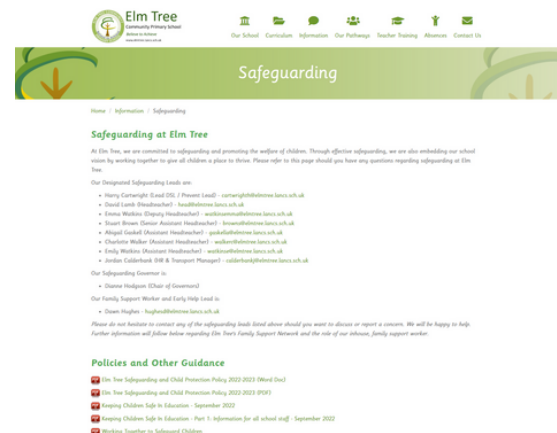 Elm Tree
Community Primary School
Believe to Achieve
www.elmtree.lancs.sch.uk
Our School Curriculum Information Our Pathways Teacher Training Absences Contact Us
Safeguarding
Home / Information / Safeguarding
Safeguarding at Elm Tree
At Elm Tree, we are committed to safeguarding and promoting the welfare of children. Through effective safeguarding, we are also embedding our school
vision by working together to give all children a place to thrive. Please refer to this page should you have any questions regarding safeguarding at Elm
Tree.
Our Designated Safeguarding Leads are:
Harry Cartwright (Lead DSL / Prevent Lead) - cartwrighth@elmtree.lancs.sch.uk
David Lamb (Headteacher) - head@elmtree.lancs.sch.uk
Emma Watkins (Deputy Headteacher) - watkinsemma@elmtree.lancs.sch.uk
Stuart Brown (Senior Assistant Headteacher) - browns@elmtree.lancs.sch.uk
Abigail Gaskell (Assistant Headteacher) - gaskella@elmtree.lancs.sch.uk
Charlotte Walker (Assistant Headteacher) - walkerc@elmtree.lancs.sch.uk
Emily Watkins (Assistant Headteacher) - watkinse@elmtree.lancs.sch.uk
Jordan Calderbank (HW & Transport Manager) - calderbankj@elmtree.lancs.sch.uk
Our Safeguarding Governor is:
Dianne Hodgson (Chair of Governors)
Our Family Support Worker and Early Help Lead is:
Dawn Hughes - hughesd@elmtree.lancs.sch.uk
Please do not hesitate to contact any of the safeguarding leads listed above should you want to discuss or report a concern. We will be happy to help.
Further information will follow below regarding Elm Tree's Family Support Network and the role of our inhouse, family support worker.
Policies and Other Guidance
Elm Tree Safeguarding and Child Protection Policy 2022-2023 (Word Doc)
Elm Tree Safeguarding and Child Protection Policy 2022-2023 (PDF)
Keeping Children Safe In Education - September 2022
Keeping Children Safe In Education - Part 1: Information for all school staff - September 2022
Working Together to Safeguard Children